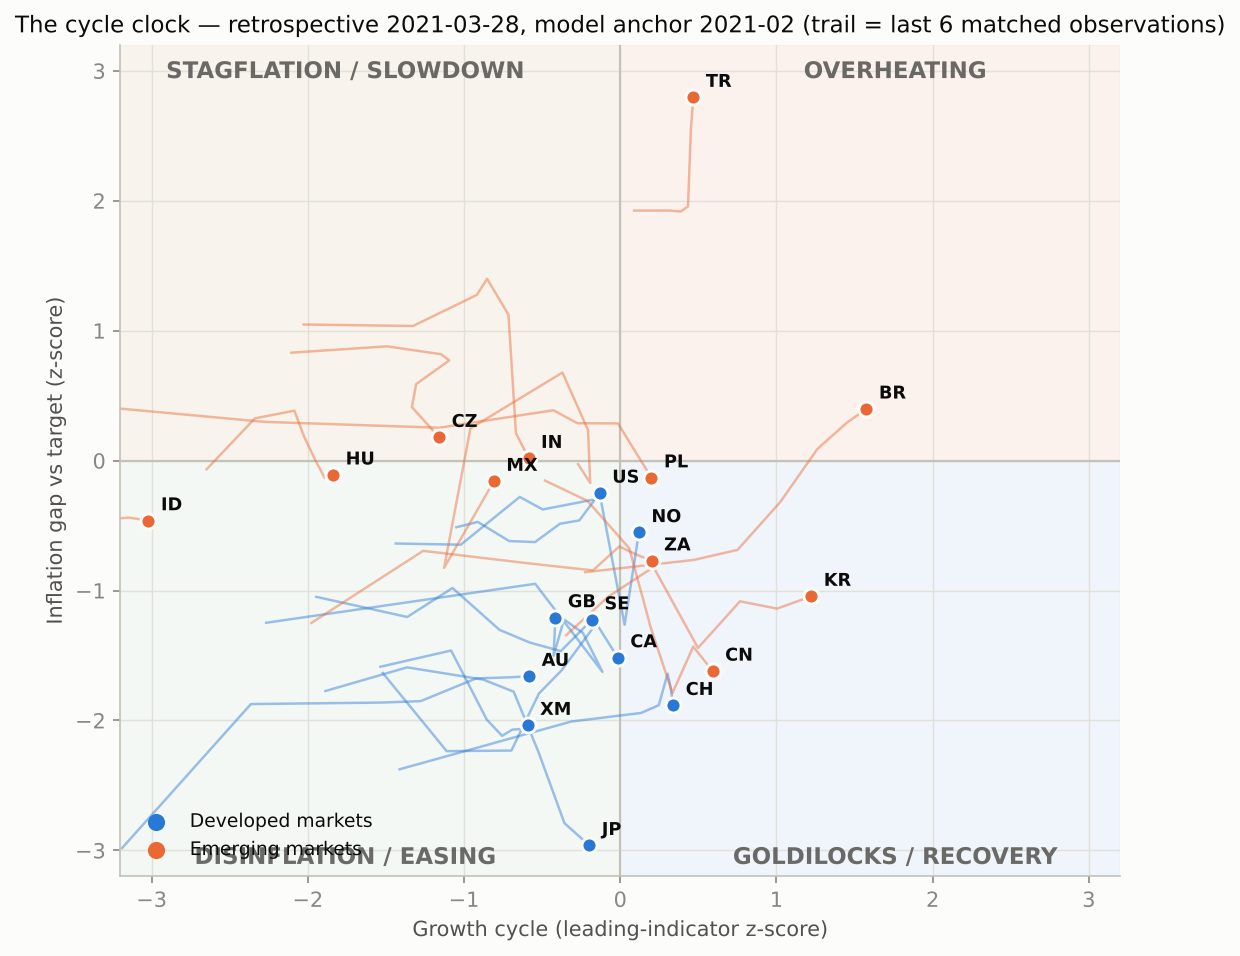 The cycle clock — retrospective 2021-03-28, model anchor 2021-02 (trail = last 6 matched observations)
STAGFLATION / SLOWDOWN
OVERHEATING
TR
BR
CZ
IN
HU
MX
PL
US
ID
NO
ZA
KR
GB
SE
CA
AU
CN
CH
XM
JP
Developed markets
Emerging markets
DISINFLATION / EASING
GOLDILOCKS / RECOVERY
3
2
1
0
−1
−2
−3
Inflation gap vs target (z-score)
−3
−2
−1
0
1
2
3
Growth cycle (leading-indicator z-score)